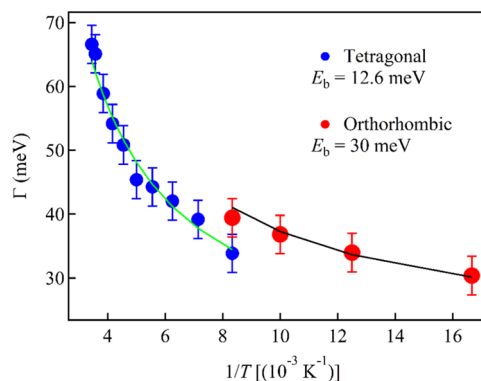 70
60
50
40
30
Γ (meV)
Tetragonal
E_b = 12.6 meV
Orthorhombic
E_b = 30 meV
4 6 8 10 12 14 16
1/T [(10⁻³ K⁻¹)]